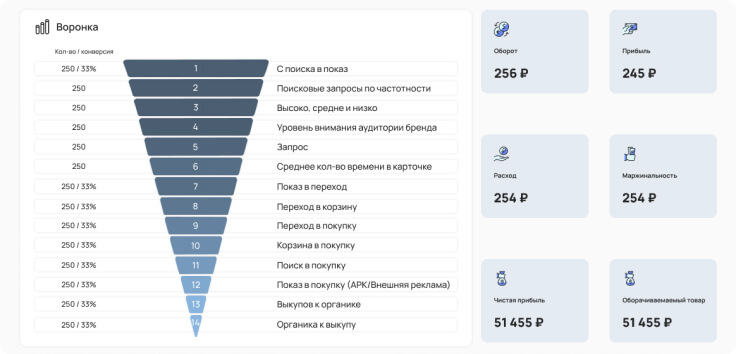 Воронка
Кол-во / конверсия
250 / 33% 1 С поиска в показ
250 2 Поисковые запросы по частотности
250 3 Высоко, средне и низко
250 4 Уровень внимания аудитории бренда
250 5 Запрос
250 6 Среднее кол-во времени в карточке
250 / 33% 7 Показ в переход
250 / 33% 8 Переход в корзину
250 / 33% 9 Переход в покупку
250 / 33% 10 Корзина в покупку
250 / 33% 11 Поиск в покупку
250 / 33% 12 Показ в покупку (АРК/Внешняя реклама)
250 / 33% 13 Выкупов к органике
250 / 33% 14 Органика к выкупу
Оборот
256 ₽
Прибыль
245 ₽
Расход
254 ₽
Маржинальность
254 ₽
Чистая прибыль
51 455 ₽
Оборачиваемаемый товар
51 455 ₽